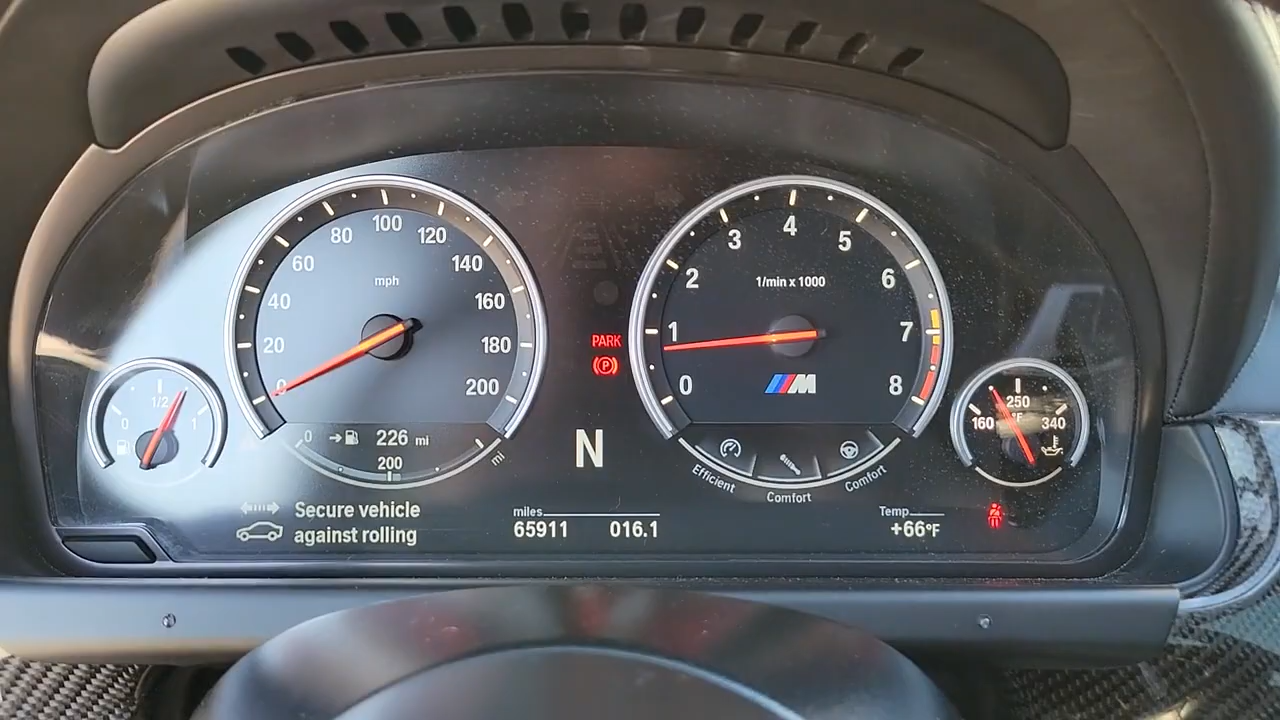 0
20
40
60
80
100
120
140
160
180
200
mph
0 1/2 1
0 226 mi
200
mi
PARK
P
N
0
1
2
3
4
5
6
7
8
1/min x 1000
M
Efficient
Comfort
Comfort
160 250 340
°F
Secure vehicle
against rolling
miles
65911 016.1
Temp
+66°F